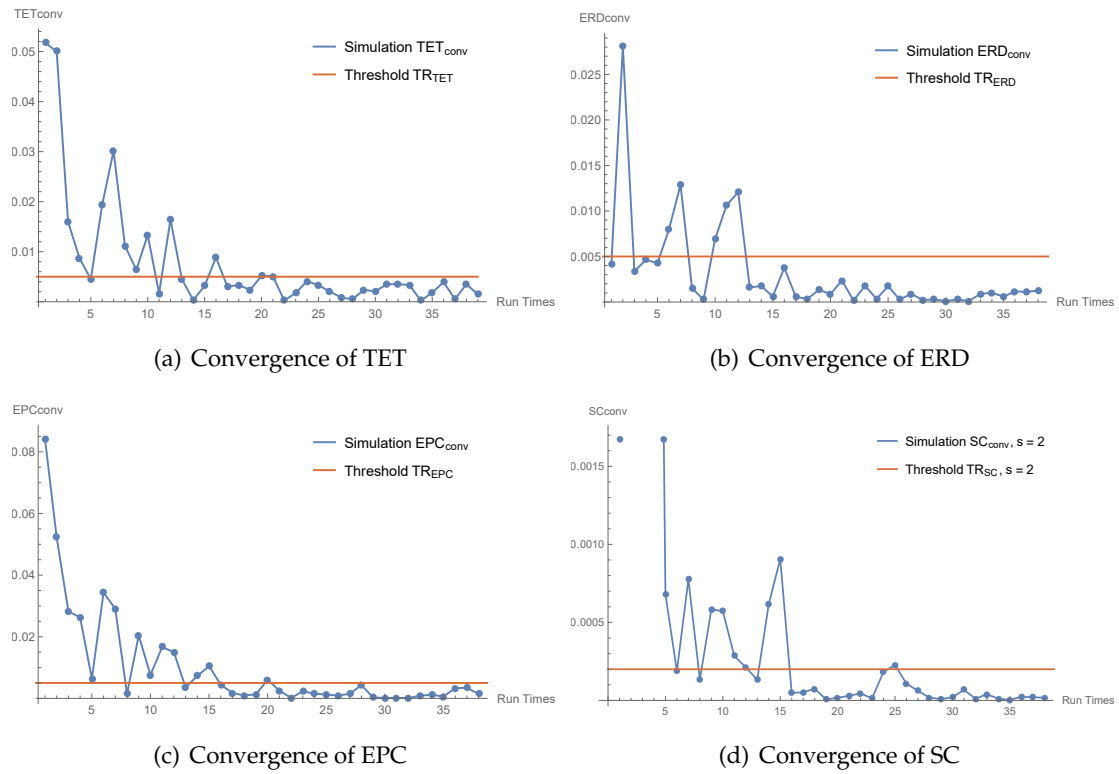 TETconv
0.05
0.04
0.03
0.02
0.01
Simulation TETconv
Threshold TRTET
5 10 15 20 25 30 35
Run Times
(a) Convergence of TET
ERDconv
0.025
0.020
0.015
0.010
0.005
Simulation ERDconv
Threshold TRERD
5 10 15 20 25 30 35
Run Times
(b) Convergence of ERD
EPCconv
0.08
0.06
0.04
0.02
Simulation EPCconv
Threshold TREPC
5 10 15 20 25 30 35
Run Times
(c) Convergence of EPC
SCconv
0.0015
0.0010
0.0005
Simulation SCconv, s = 2
Threshold TRSC, s = 2
5 10 15 20 25 30 35
Run Times
(d) Convergence of SC